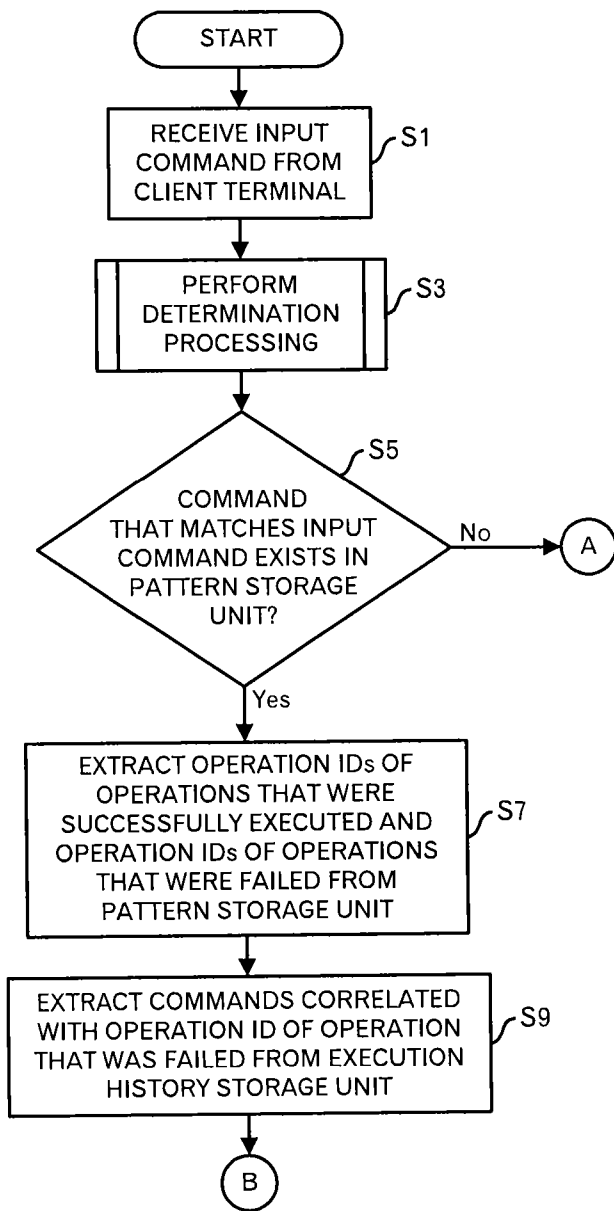 START
RECEIVE INPUT
COMMAND FROM
CLIENT TERMINAL
S1
PERFORM
DETERMINATION
PROCESSING
S3
S5
COMMAND
THAT MATCHES INPUT
COMMAND EXISTS IN
PATTERN STORAGE
UNIT?
No
A
Yes
EXTRACT OPERATION IDs OF
OPERATIONS THAT WERE
SUCCESSFULLY EXECUTED AND
OPERATION IDs OF OPERATIONS
THAT WERE FAILED FROM
PATTERN STORAGE UNIT
S7
EXTRACT COMMANDS CORRELATED
WITH OPERATION ID OF OPERATION
THAT WAS FAILED FROM EXECUTION
HISTORY STORAGE UNIT
S9
B